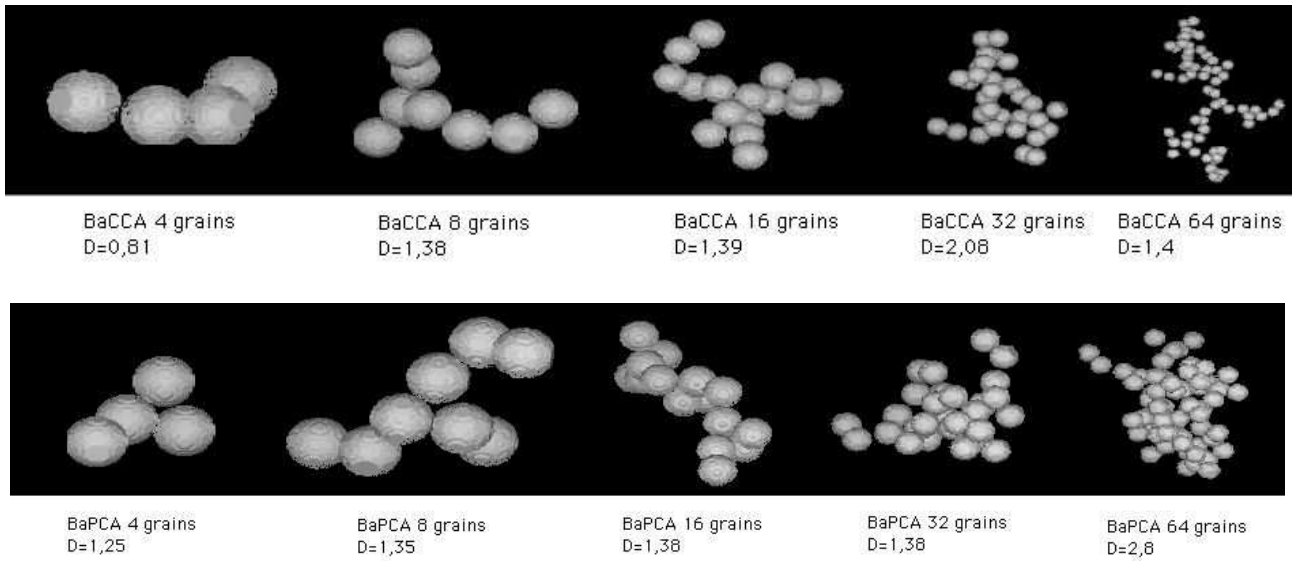 BaCCA 4 grains
D=0,81
BaCCA 8 grains
D=1,38
BaCCA 16 grains
D=1,39
BaCCA 32 grains
D=2,08
BaCCA 64 grains
D=1,4
BaPCA 4 grains
D=1,25
BaPCA 8 grains
D=1,35
BaPCA 16 grains
D=1,38
BaPCA 32 grains
D=1,38
BaPCA 64 grains
D=2,8